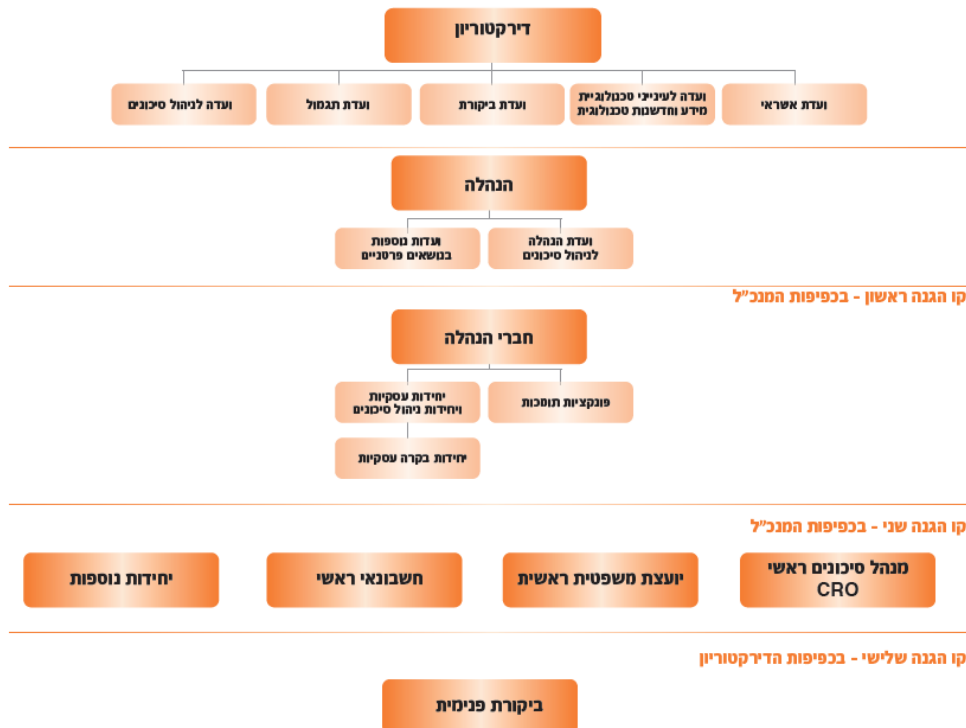 דירקטוריון
ועדת אשראי
ועדה לענייני טכנולוגיית
מידע וחדשנות טכנולוגית
ועדת ביקורת
ועדת תגמול
ועדה לניהול סיכונים
הנהלה
ועדת הנהלה
לניהול סיכונים
ועדות נוספות
בנושאים פרטניים
קו הגנה ראשון - בכפיפות המנכ"ל
חברי הנהלה
פונקציות תומכות
יחידות עסקיות
ויחידות ניהול סיכונים
יחידות בקרה עסקיות
קו הגנה שני - בכפיפות המנכ"ל
מנהל סיכונים ראשי
CRO
יועצת משפטית ראשית
חשבונאי ראשי
יחידות נוספות
קו הגנה שלישי - בכפיפות הדירקטוריון
ביקורת פנימית